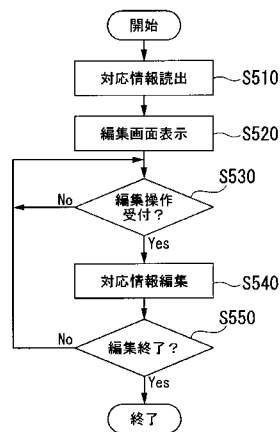 開始
対応情報読出
S510
編集画面表示
S520
S530
編集操作
受付？
No
Yes
対応情報編集
S540
S550
編集終了？
No
Yes
終了